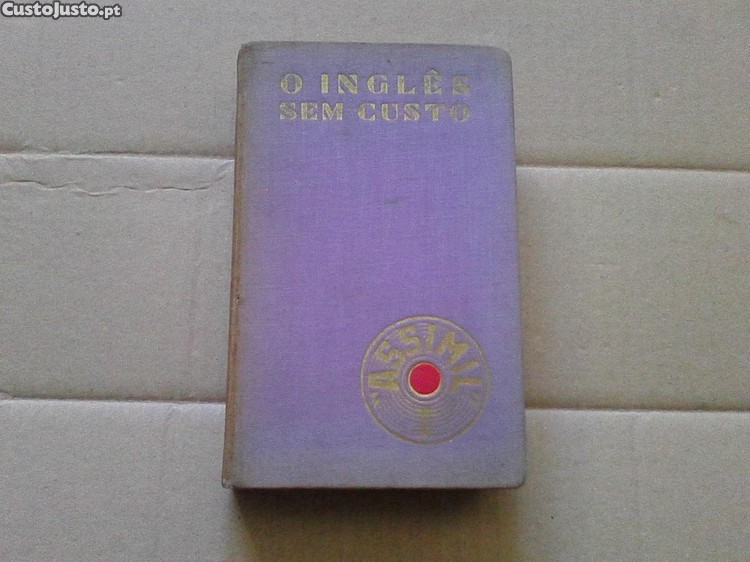 CustoJusto.pt
O INGLÊS
SEM CUSTO
"ASSIMIL"